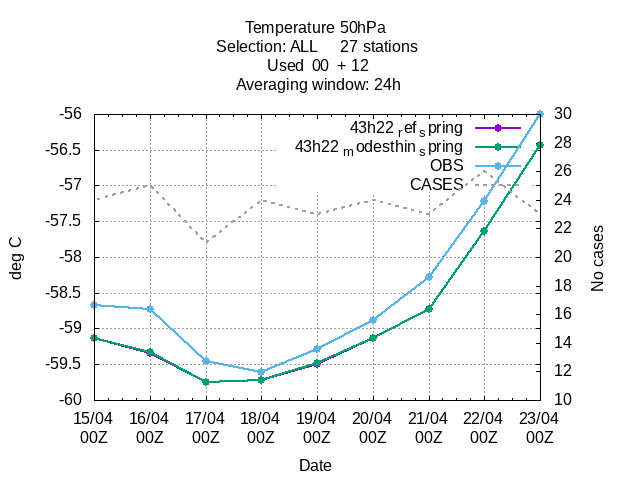 Temperature 50hPa
Selection: ALL 27 stations
Used 00 + 12
Averaging window: 24h
-56
-56.5
-57
-57.5
-58
-58.5
-59
-59.5
-60
deg C
30
28
26
24
22
20
18
16
14
12
10
No cases
43h22 ref spring
43h22 modesthin spring
OBS
CASES
15/04 16/04 17/04 18/04 19/04 20/04 21/04 22/04 23/04
00Z 00Z 00Z 00Z 00Z 00Z 00Z 00Z 00Z
Date